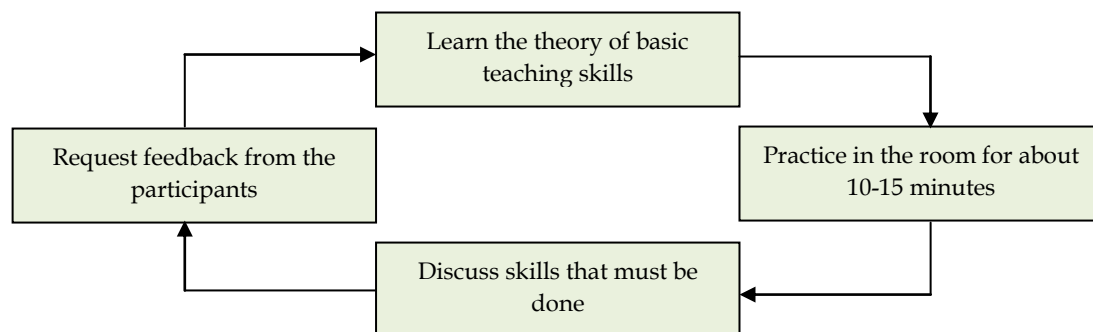 Learn the theory of basic
teaching skills
Practice in the room for about
10-15 minutes
Discuss skills that must be
done
Request feedback from the
participants